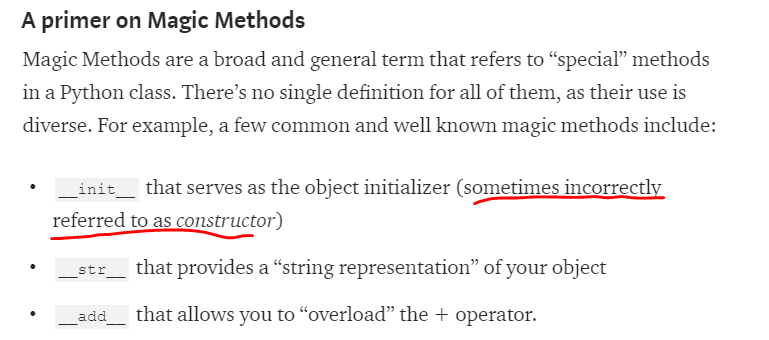 A primer on Magic Methods
Magic Methods are a broad and general term that refers to “special” methods
in a Python class. There’s no single definition for all of them, as their use is
diverse. For example, a few common and well known magic methods include:
• __init__ that serves as the object initializer (sometimes incorrectly
referred to as constructor)
• __str__ that provides a “string representation” of your object
• __add__ that allows you to “overload” the + operator.